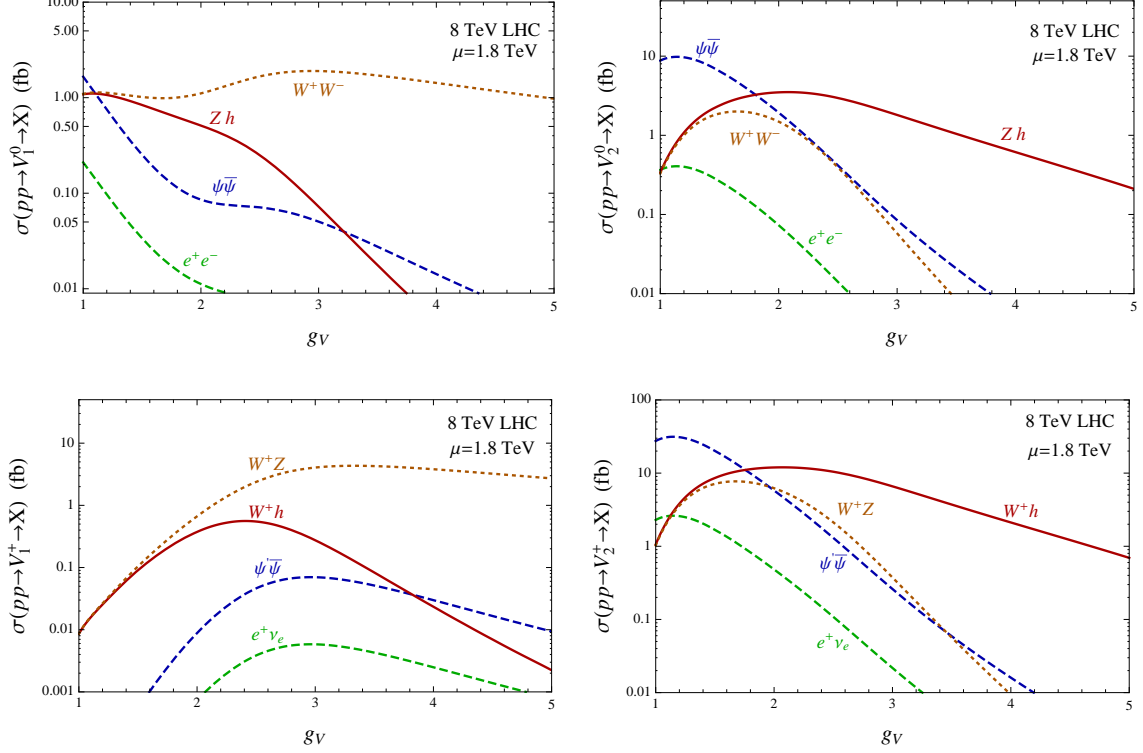 10.00
5.00
1.00
0.50
0.10
0.05
0.01
σ(pp→V₁⁰→X) (fb)
8 TeV LHC
μ=1.8 TeV
W⁺W⁻
Z h
ψψ̅
e⁺e⁻
1 2 3 4 5
g_V
100
10
1
0.1
0.01
σ(pp→V₂⁰→X) (fb)
8 TeV LHC
μ=1.8 TeV
ψψ̅
Z h
W⁺W⁻
e⁺e⁻
1 2 3 4 5
g_V
10
1
0.1
0.01
0.001
σ(pp→V₁⁺→X) (fb)
8 TeV LHC
μ=1.8 TeV
W⁺Z
W⁺h
ψ'ψ̅
e⁺ν_e
1 2 3 4 5
g_V
100
10
1
0.1
0.01
σ(pp→V₂⁺→X) (fb)
8 TeV LHC
μ=1.8 TeV
W⁺Z
W⁺h
ψ'ψ̅
e⁺ν_e
1 2 3 4 5
g_V